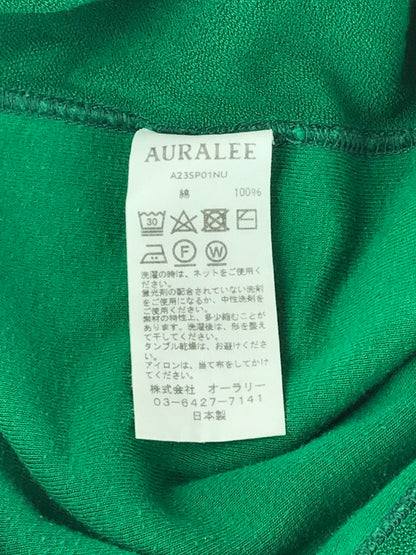 AURALEE
A23SP01NU
綿 100%
30
F W
洗濯の時は、ネットをご使用く
ださい。
蛍光剤の配合されていない洗剤
をご使用になるか、中性洗剤を
ご使用ください。
素材の特性上、多少縮むことが
あります。洗濯後は、形を整え
て干してください。
タンブル乾燥は、お避けくださ
い。
アイロンは、当て布をしてかけ
てください。
株式会社 オーラリー
03-6427-7141
日本製